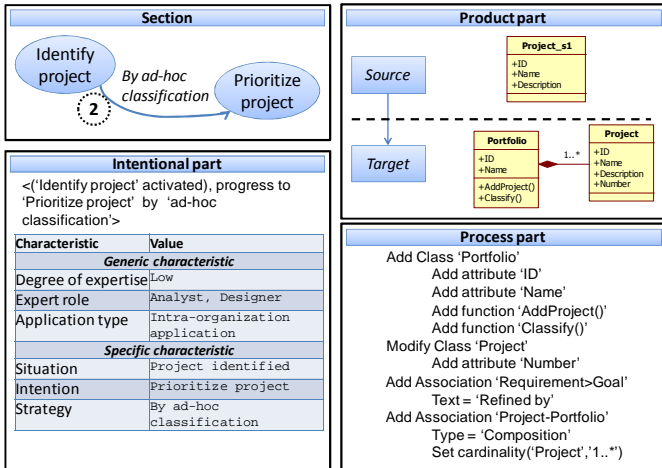 Section
Identify
project
By ad-hoc
classification
Prioritize
project
2
Intentional part
<(‘Identify project’ activated), progress to
‘Prioritize project’ by ‘ad-hoc
classification’>
Characteristic Value
Generic characteristic
Degree of expertise Low
Expert role Analyst, Designer
Application type Intra-organization
application
Specific characteristic
Situation Project identified
Intention Prioritize project
Strategy By ad-hoc
classification
Product part
Source
Project_s1
+ID
+Name
+Description
Target
Portfolio
+ID
+Name
+AddProject()
+Classify()
1..*
Project
+ID
+Name
+Description
+Number
Process part
Add Class ‘Portfolio’
Add attribute ‘ID’
Add attribute ‘Name’
Add function ‘AddProject()
Add function ‘Classify()
Modify Class ‘Project’
Add attribute ‘Number’
Add Association ‘Requirement>Goal’
Text = ‘Refined by’
Add Association ‘Project-Portfolio’
Type = ‘Composition’
Set cardinality(‘Project’,’1..*’)